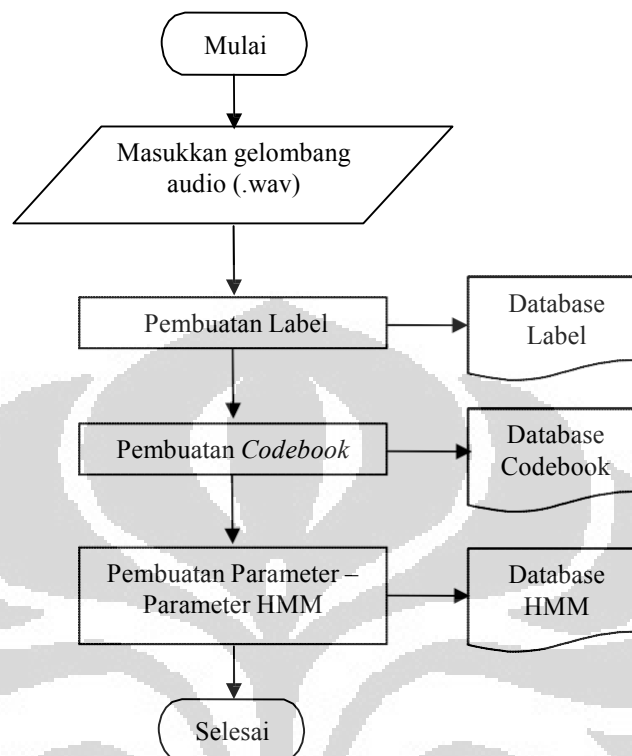 Mulai
Masukkan gelombang
audio (.wav)
Pembuatan Label
Database
Label
Pembuatan Codebook
Database
Codebook
Pembuatan Parameter –
Parameter HMM
Database
HMM
Selesai